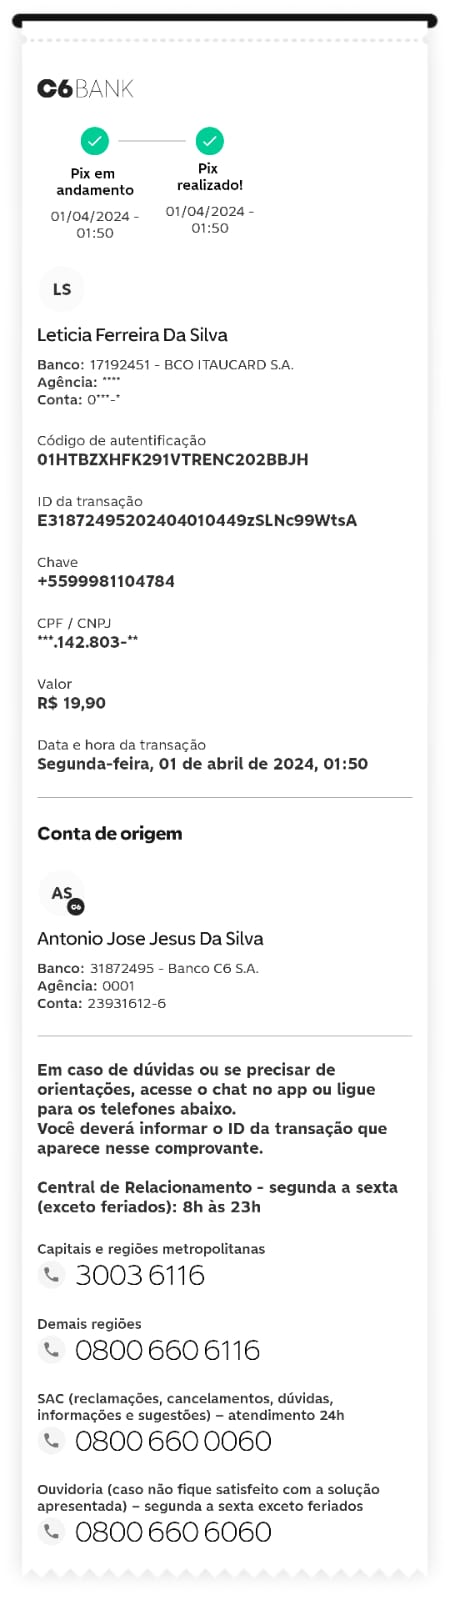 C6BANK
Pix em
andamento
01/04/2024 -
01:50
Pix
realizado!
01/04/2024 -
01:50
LS
Leticia Ferreira Da Silva
Banco: 17192451 - BCO ITAUCARD S.A.
Agência: ****
Conta: 0***-*
Código de autentificação
01HTBZXHFK291VTRENC202BBJH
ID da transação
E31872495202404010449zSLNc99WtsA
Chave
+5599981104784
CPF / CNPJ
***.142.803-**
Valor
R$ 19,90
Data e hora da transação
Segunda-feira, 01 de abril de 2024, 01:50
Conta de origem
AS
C6
Antonio Jose Jesus Da Silva
Banco: 31872495 - Banco C6 S.A.
Agência: 0001
Conta: 23931612-6
Em caso de dúvidas ou se precisar de
orientações, acesse o chat no app ou ligue
para os telefones abaixo.
Você deverá informar o ID da transação que
aparece nesse comprovante.
Central de Relacionamento - segunda a sexta
(exceto feriados): 8h às 23h
Capitais e regiões metropolitanas
3003 6116
Demais regiões
0800 660 6116
SAC (reclamações, cancelamentos, dúvidas,
informações e sugestões) – atendimento 24h
0800 660 0060
Ouvidoria (caso não fique satisfeito com a solução
apresentada) – segunda a sexta exceto feriados
0800 660 6060